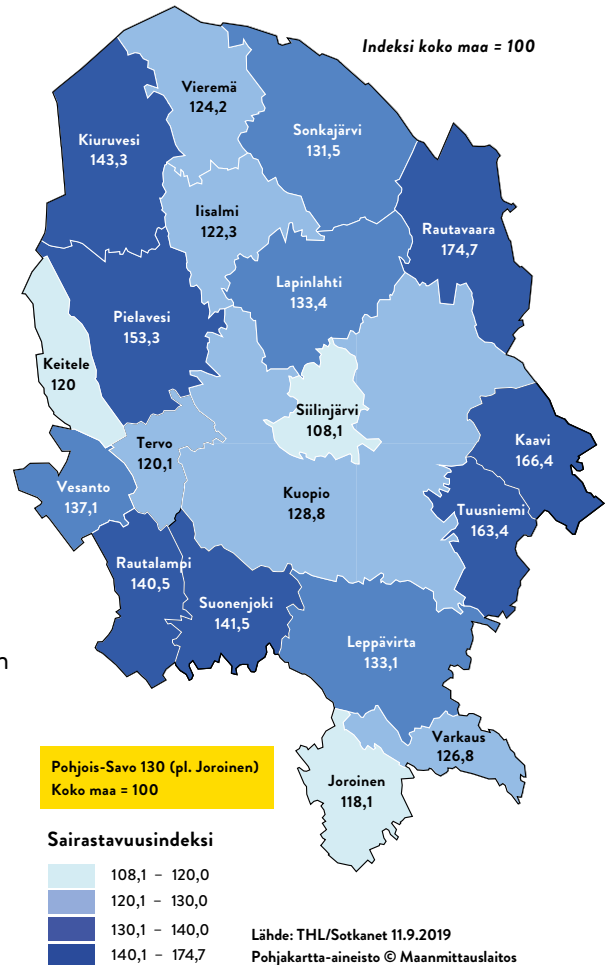 Indeksi koko maa = 100
Vieremä
124,2
Kiuruvesi
143,3
Sonkajärvi
131,5
Iisalmi
122,3
Rautavaara
174,7
Lapinlahti
133,4
Pielavesi
153,3
Keitele
120
Siilinjärvi
108,1
Tervo
120,1
Kaavi
166,4
Vesanto
137,1
Kuopio
128,8
Tuusniemi
163,4
Rautalampi
140,5
Suonenjoki
141,5
Leppävirta
133,1
n
Varkaus
126,8
Pohjois-Savo 130 (pl. Joroinen)
Koko maa = 100
Joroinen
118,1
Sairastavuusindeksi
108,1 – 120,0
120,1 – 130,0
130,1 – 140,0
140,1 – 174,7
Lähde: THL/Sotkanet 11.9.2019
Pohjakartta-aineisto © Maanmittauslaitos